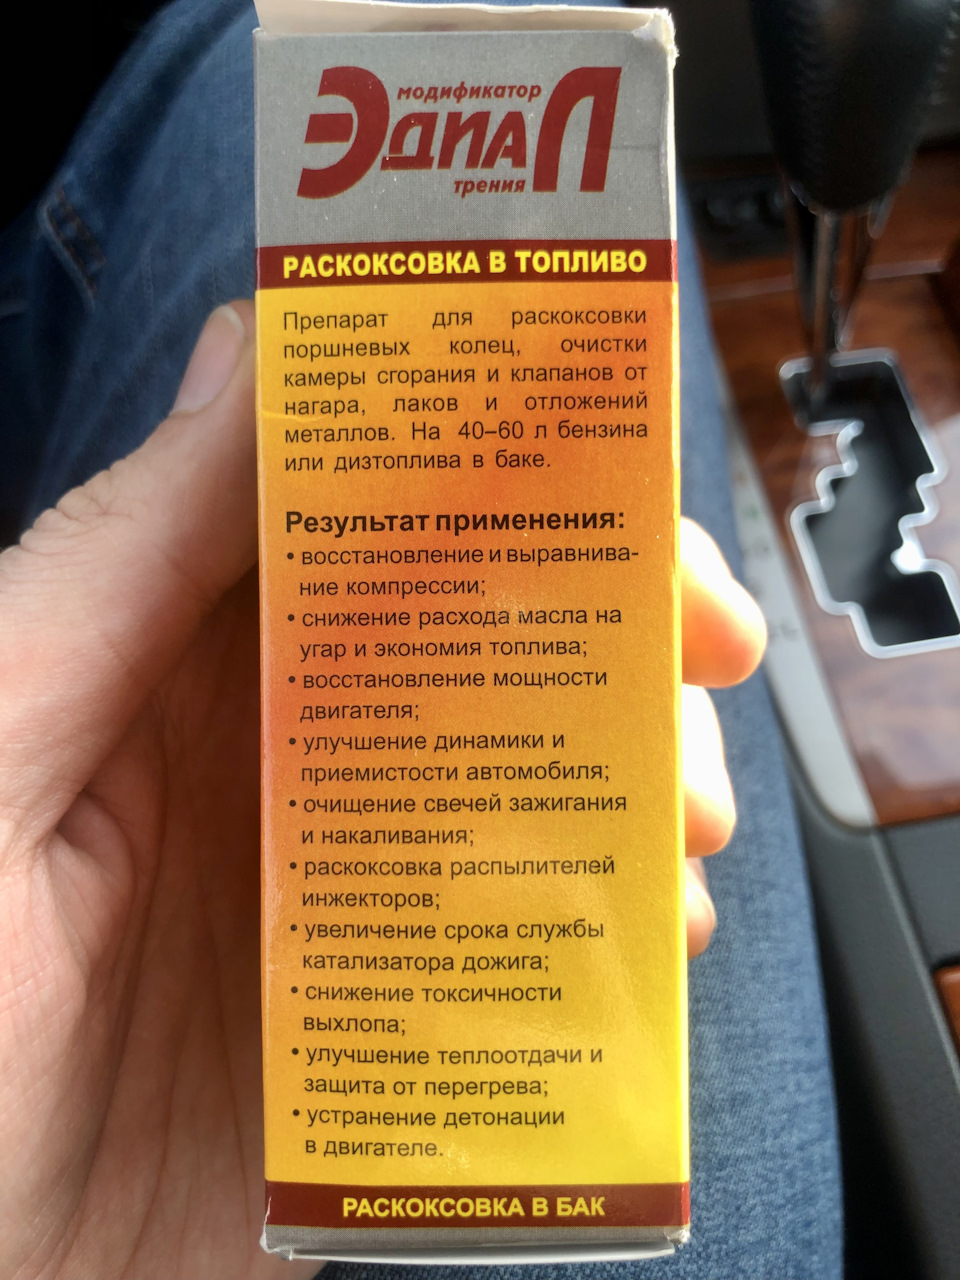 модификатор
ЭДИАЛ
трения
РАСКОКСОВКА В ТОПЛИВО
Препарат для раскоксовки
поршневых колец, очистки
камеры сгорания и клапанов от
нагара, лаков и отложений
металлов. На 40–60 л бензина
или дизтоплива в баке.
Результат применения:
• восстановление и выравнива-
ние компрессии;
• снижение расхода масла на
угар и экономия топлива;
• восстановление мощности
двигателя;
• улучшение динамики и
приемистости автомобиля;
• очищение свечей зажигания
и накаливания;
• раскоксовка распылителей
инжекторов;
• увеличение срока службы
катализатора дожига;
• снижение токсичности
выхлопа;
• улучшение теплоотдачи и
защита от перегрева;
• устранение детонации
в двигателе.
РАСКОКСОВКА В БАК